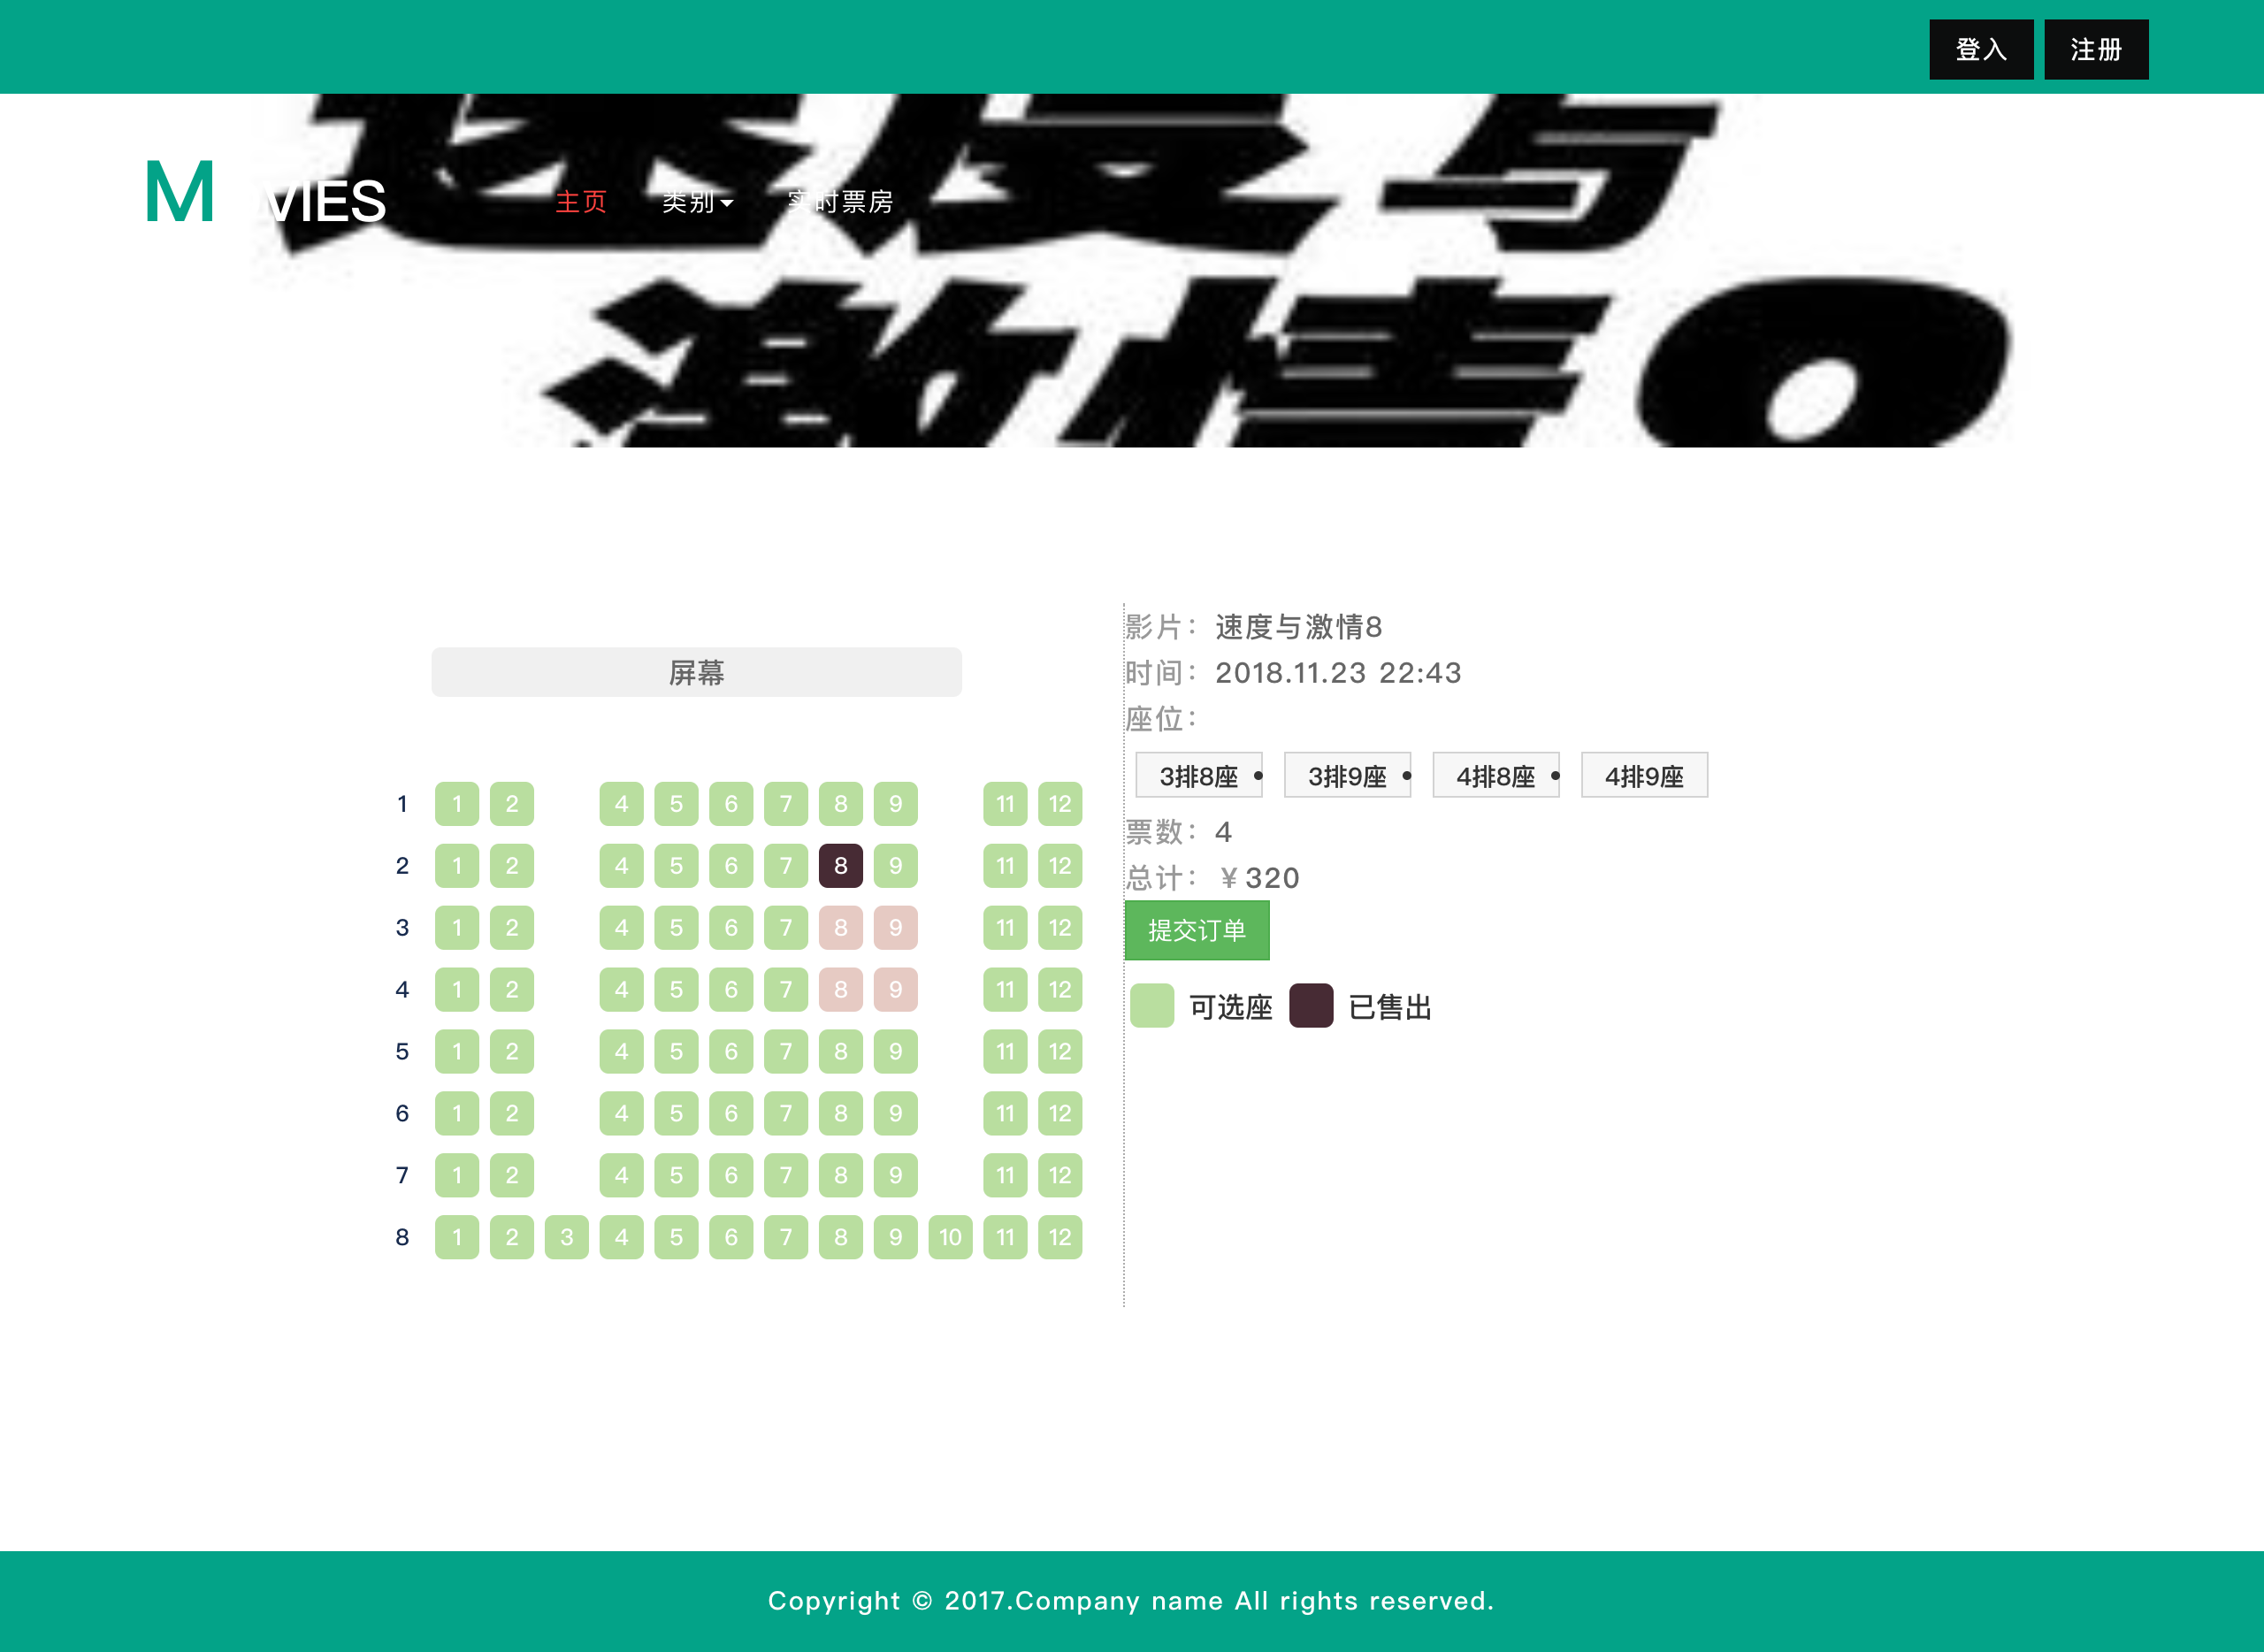 登入 注册
速度与
MOVIES 主页 类别 实时票房
激情8
屏幕
1 1 2 4 5 6 7 8 9 11 12
2 1 2 4 5 6 7 8 9 11 12
3 1 2 4 5 6 7 8 9 11 12
4 1 2 4 5 6 7 8 9 11 12
5 1 2 4 5 6 7 8 9 11 12
6 1 2 4 5 6 7 8 9 11 12
7 1 2 4 5 6 7 8 9 11 12
8 1 2 3 4 5 6 7 8 9 10 11 12
影片：速度与激情8
时间：2018.11.23 22:43
座位：
3排8座 3排9座 4排8座 4排9座
票数：4
总计：￥320
提交订单
可选座 已售出
Copyright © 2017.Company name All rights reserved.